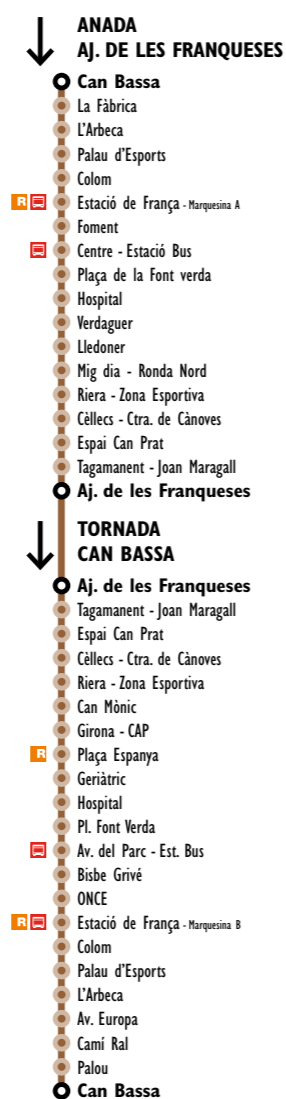 ANADA
AJ. DE LES FRANQUESES
Can Bassa
La Fàbrica
L'Arbeca
Palau d'Esports
Colom
R Estació de França - Marquesina A
Foment
Centre - Estació Bus
Plaça de la Font verda
Hospital
Verdaguer
Lledoner
Mig dia - Ronda Nord
Riera - Zona Esportiva
Cèllecs - Ctra. de Cànoves
Espai Can Prat
Tagamanent - Joan Maragall
Aj. de les Franqueses
TORNADA
CAN BASSA
Aj. de les Franqueses
Tagamanent - Joan Maragall
Espai Can Prat
Cèllecs - Ctra. de Cànoves
Riera - Zona Esportiva
Can Mònic
Girona - CAP
R Plaça Espanya
Geriàtric
Hospital
Pl. Font Verda
Av. del Parc - Est. Bus
Bisbe Grivé
ONCE
R Estació de França - Marquesina B
Colom
Palau d'Esports
L'Arbeca
Av. Europa
Camí Ral
Palou
Can Bassa